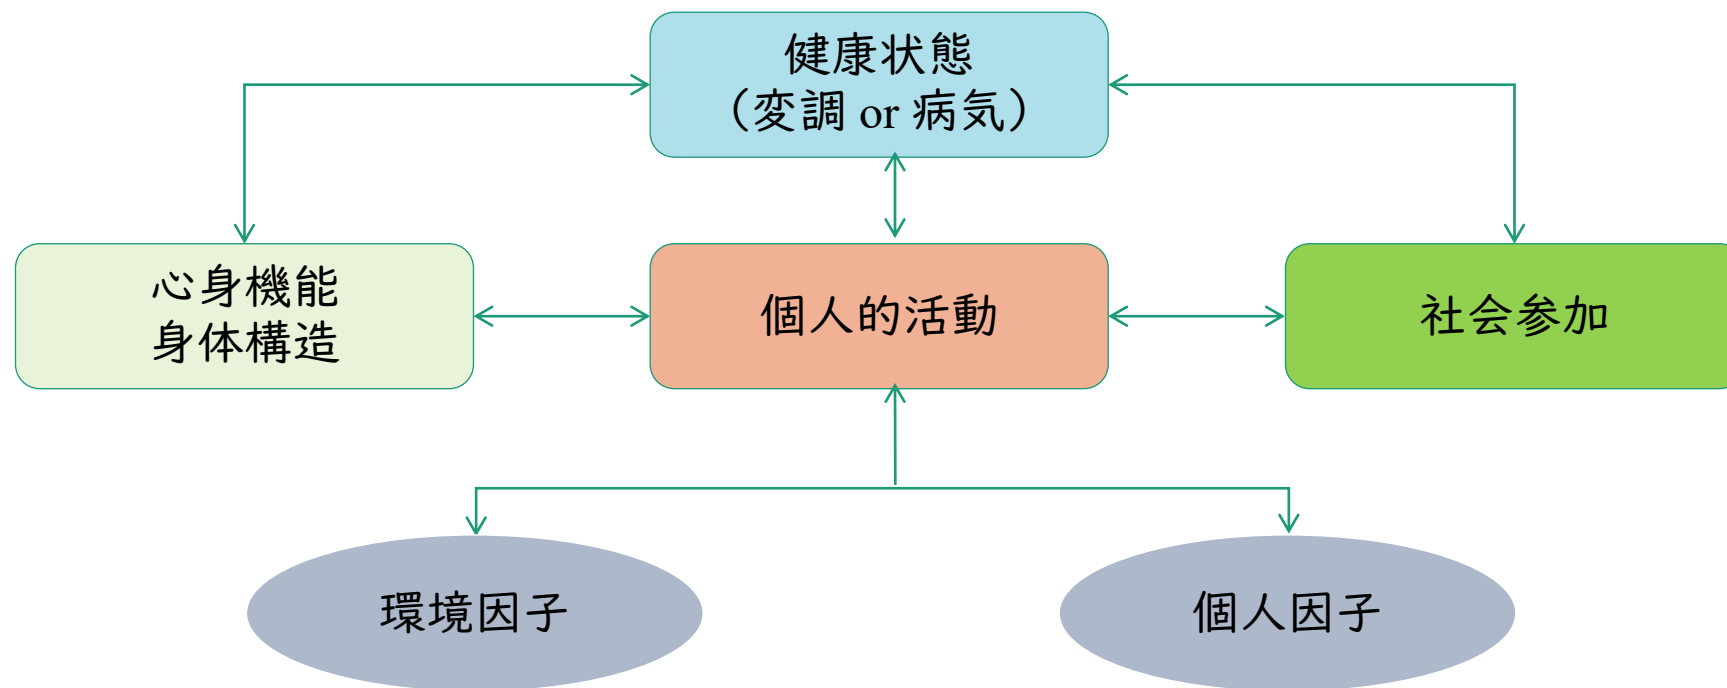 健康状態
（変調 or 病気）
心身機能
身体構造
個人的活動
社会参加
環境因子
個人因子